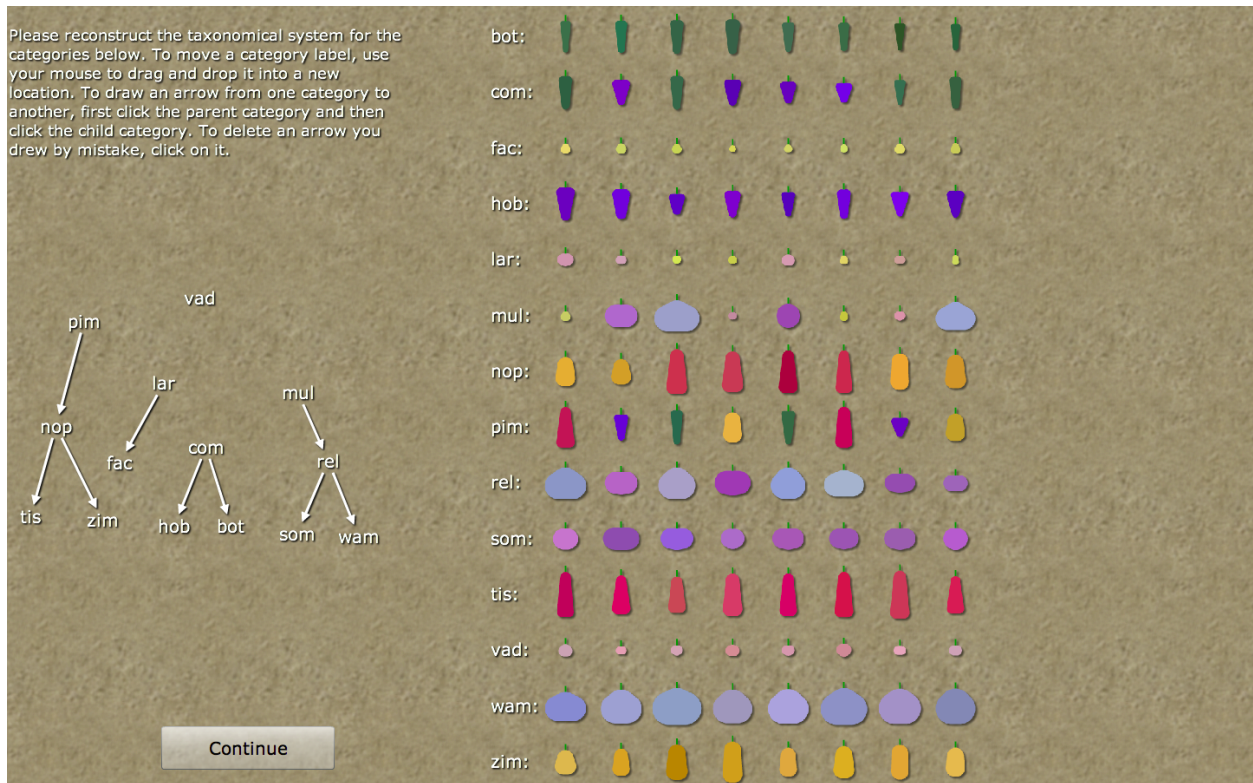 Please reconstruct the taxonomical system for the
categories below. To move a category label, use
your mouse to drag and drop it into a new
location. To draw an arrow from one category to
another, first click the parent category and then
click the child category. To delete an arrow you
drew by mistake, click on it.
vad
pim
lar
mul
nop
com
fac
rel
tis
zim
hob
bot
som
wam
Continue
bot:
com:
fac:
hob:
lar:
mul:
nop:
pim:
rel:
som:
tis:
vad:
wam:
zim: